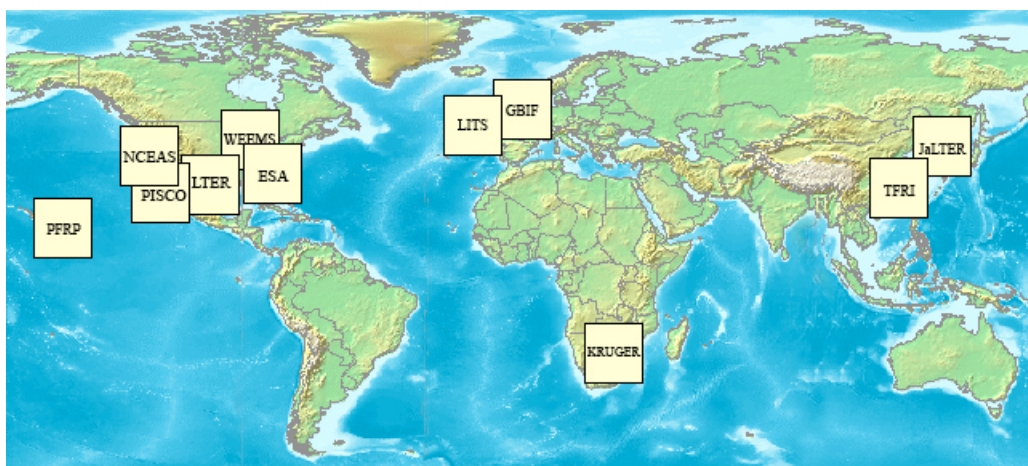 GBIF
LITS
WEEMS
NCEAS
JaLTER
ESA
LTER
PISCO
TFRI
PFRP
KRUGER